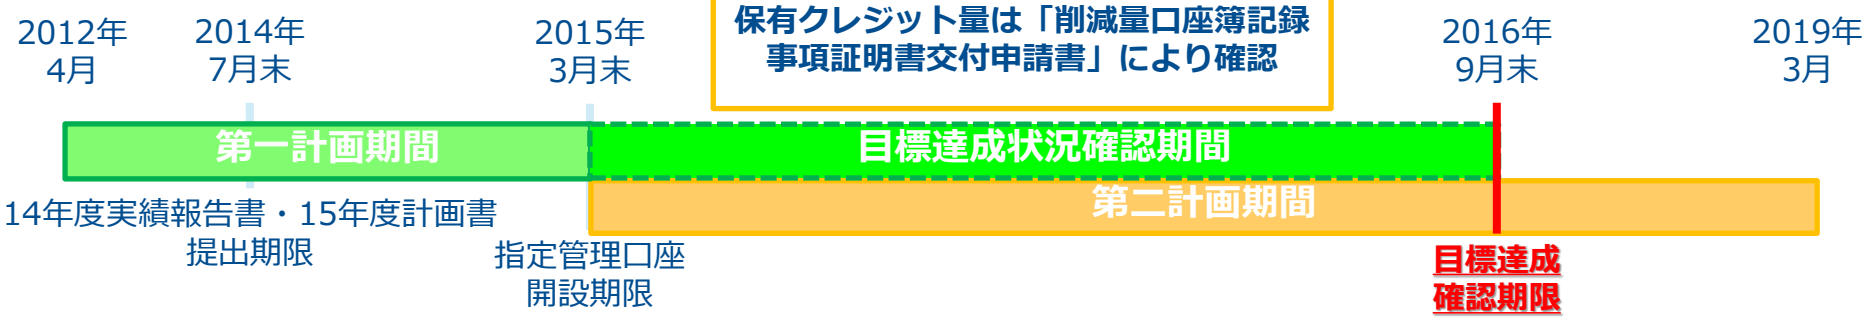 2012年
4月
2014年
7月末
2015年
3月末
保有クレジット量は「削減量口座簿記録
事項証明書交付申請書」により確認
2016年
9月末
2019年
3月
第一計画期間
目標達成状況確認期間
第二計画期間
14年度実績報告書・15年度計画書
提出期限
指定管理口座
開設期限
目標達成
確認期限